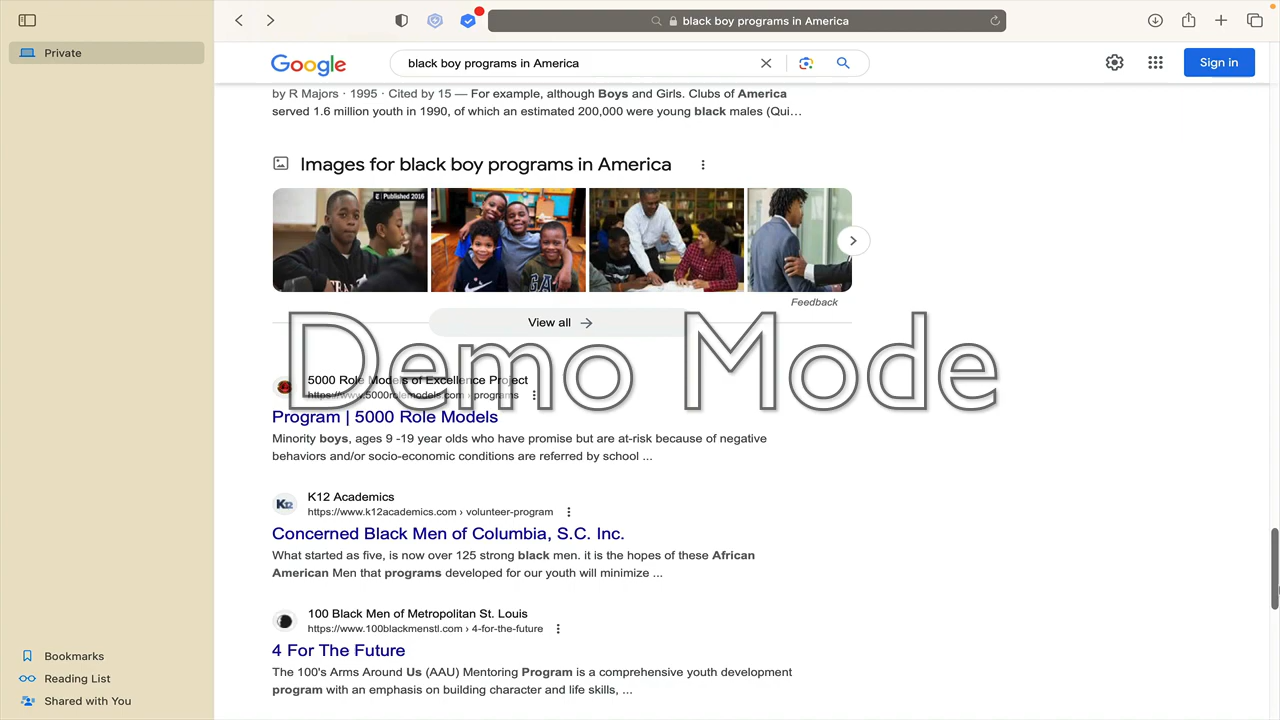 black boy programs in America
Private
Google
black boy programs in America
Sign in
by R Majors · 1995 · Cited by 15 — For example, although Boys and Girls. Clubs of America
served 1.6 million youth in 1990, of which an estimated 200,000 were young black males (Qui...
Images for black boy programs in America
Published 2016
GAP
Feedback
View all
Demo Mode
5000 Role Models of Excellence Project
https://www.5000rolemodels.com › programs
Program | 5000 Role Models
Minority boys, ages 9 -19 year olds who have promise but are at-risk because of negative
behaviors and/or socio-economic conditions are referred by school ...
K12
K12 Academics
https://www.k12academics.com › volunteer-program
Concerned Black Men of Columbia, S.C. Inc.
What started as five, is now over 125 strong black men. it is the hopes of these African
American Men that programs developed for our youth will minimize ...
100 Black Men of Metropolitan St. Louis
https://www.100blackmenstl.com › 4-for-the-future
4 For The Future
The 100's Arms Around Us (AAU) Mentoring Program is a comprehensive youth development
program with an emphasis on building character and life skills, ...
Bookmarks
Reading List
Shared with You